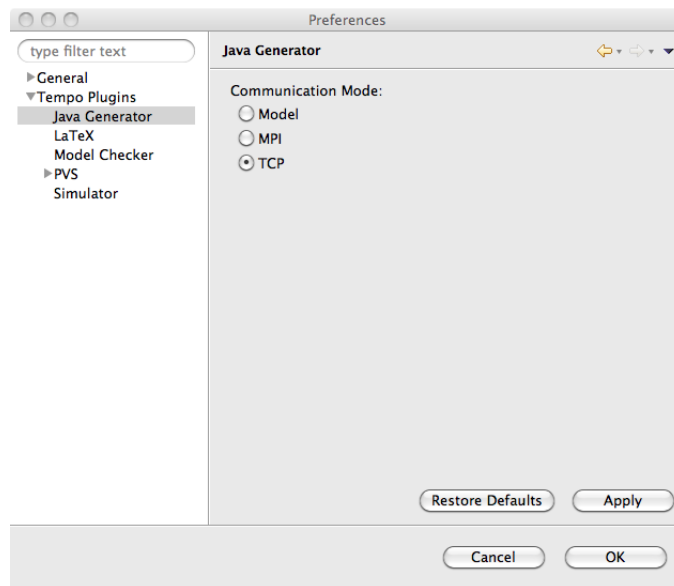 Preferences
type filter text
General
Tempo Plugins
Java Generator
LaTeX
Model Checker
PVS
Simulator
Java Generator
Communication Mode:
Model
MPI
TCP
Restore Defaults
Apply
Cancel
OK